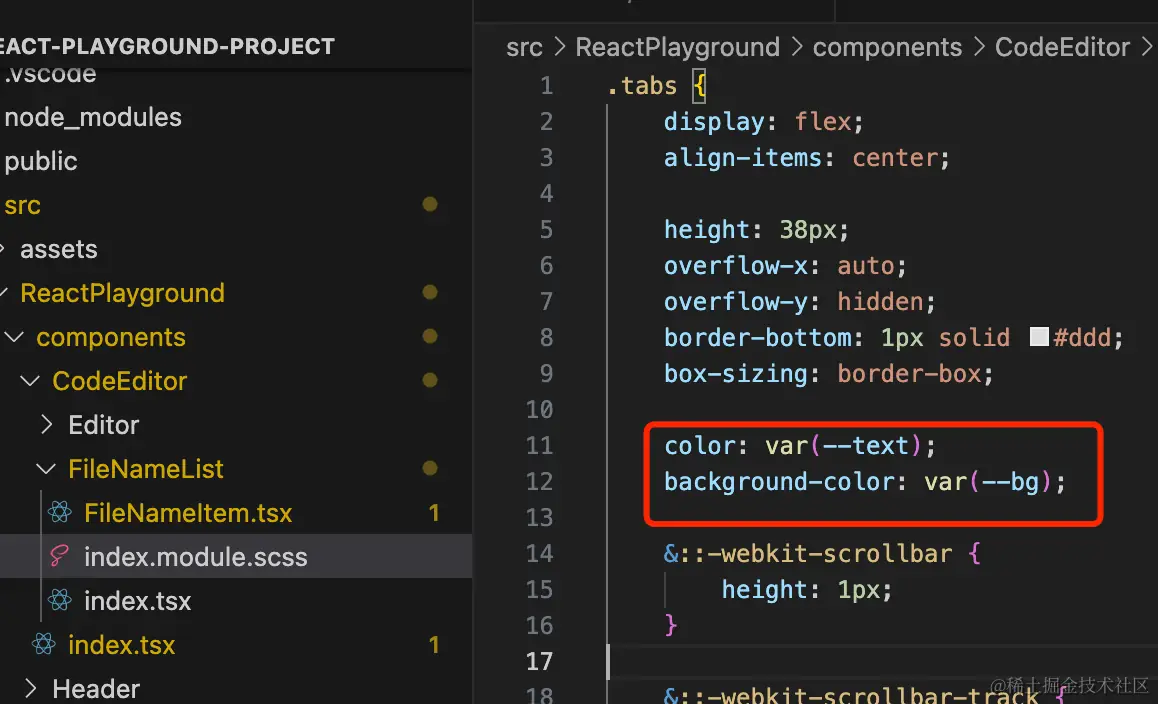 EACT-PLAYGROUND-PROJECT
.vscode
node_modules
public
src
assets
ReactPlayground
components
CodeEditor
Editor
FileNameList
FileNameItem.tsx 1
index.module.scss
index.tsx
index.tsx 1
Header
src > ReactPlayground > components > CodeEditor >
1 .tabs {
2 display: flex;
3 align-items: center;
4
5 height: 38px;
6 overflow-x: auto;
7 overflow-y: hidden;
8 border-bottom: 1px solid #ddd;
9 box-sizing: border-box;
10
11 color: var(--text);
12 background-color: var(--bg);
13
14 &::-webkit-scrollbar {
15 height: 1px;
16 }
17
18 &::-webkit-scrollbar-track {
@稀土掘金技术社区